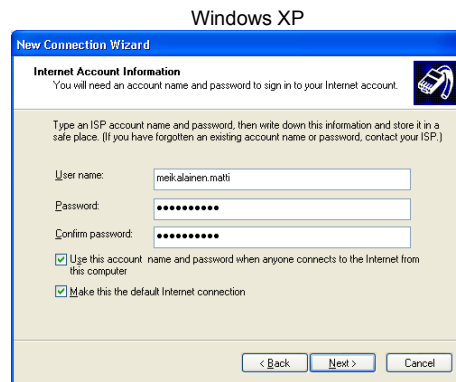 Windows XP
New Connection Wizard
Internet Account Information
You will need an account name and password to sign in to your Internet account.
Type an ISP account name and password, then write down this information and store it in a
safe place. (If you have forgotten an existing account name or password, contact your ISP.)
User name:
meikalainen.matti
Password:
●●●●●●●●●●
Confirm password:
●●●●●●●●●●
Use this account name and password when anyone connects to the Internet from
this computer
Make this the default Internet connection
< Back
Next >
Cancel